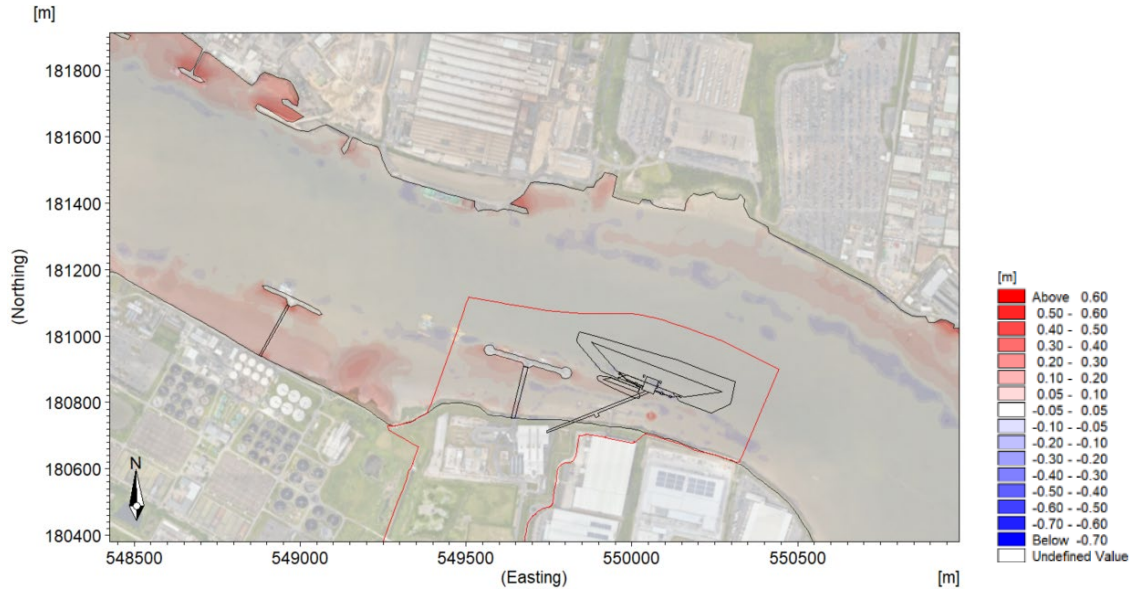 [m]
181800
181600
181400
181200
181000
180800
180600
180400
(Northing)
N
548500 549000 549500 550000 550500
(Easting)
[m]
[m]
Above 0.60
0.50 - 0.60
0.40 - 0.50
0.30 - 0.40
0.20 - 0.30
0.10 - 0.20
0.05 - 0.10
-0.05 - 0.05
-0.10 - -0.05
-0.20 - -0.10
-0.30 - -0.20
-0.40 - -0.30
-0.50 - -0.40
-0.60 - -0.50
-0.70 - -0.60
Below -0.70
Undefined Value